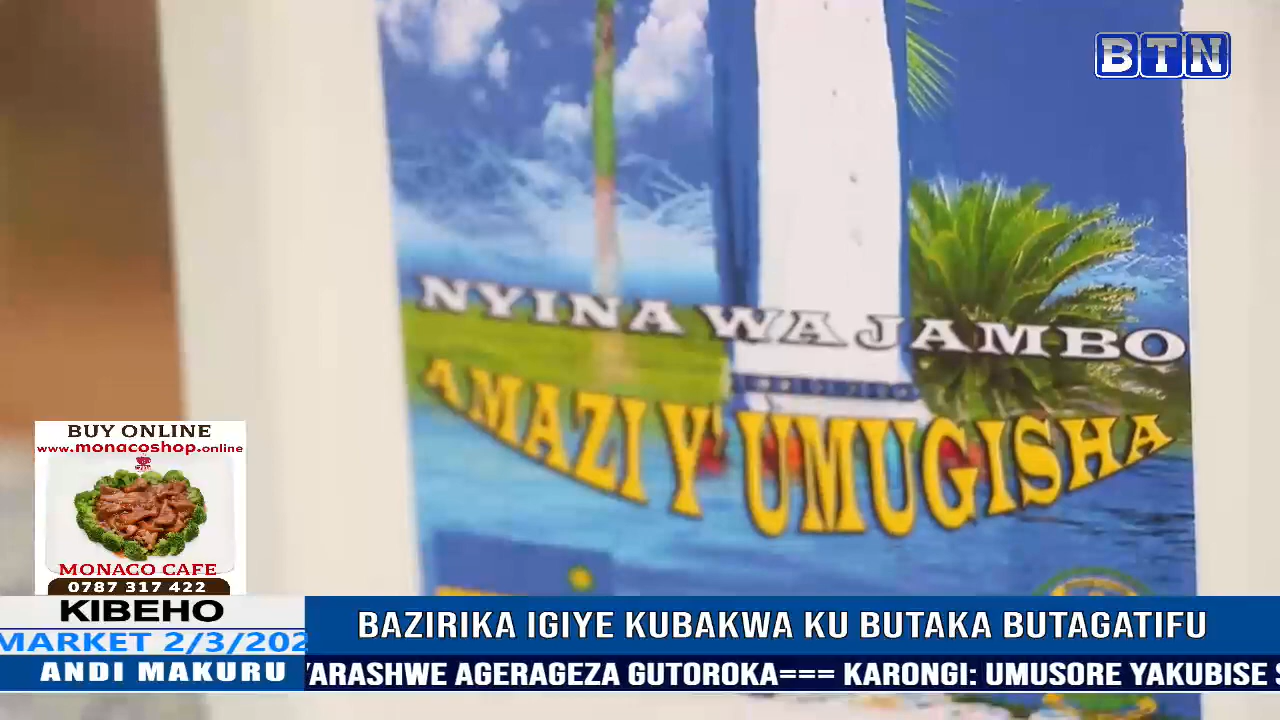 BTN
NYINA WA JAMBO
AMAZI Y' UMUGISHA
BUY ONLINE
www.monacoshop.online
MONACO CAFE
0787 317 422
KIBEHO
BAZIRIKA IGIYE KUBAKWA KU BUTAKA BUTAGATIFU
MARKET 2/3/202
ANDI MAKURU
YARASHWE AGERAGEZA GUTOROKA=== KARONGI: UMUSORE YAKUBISE S